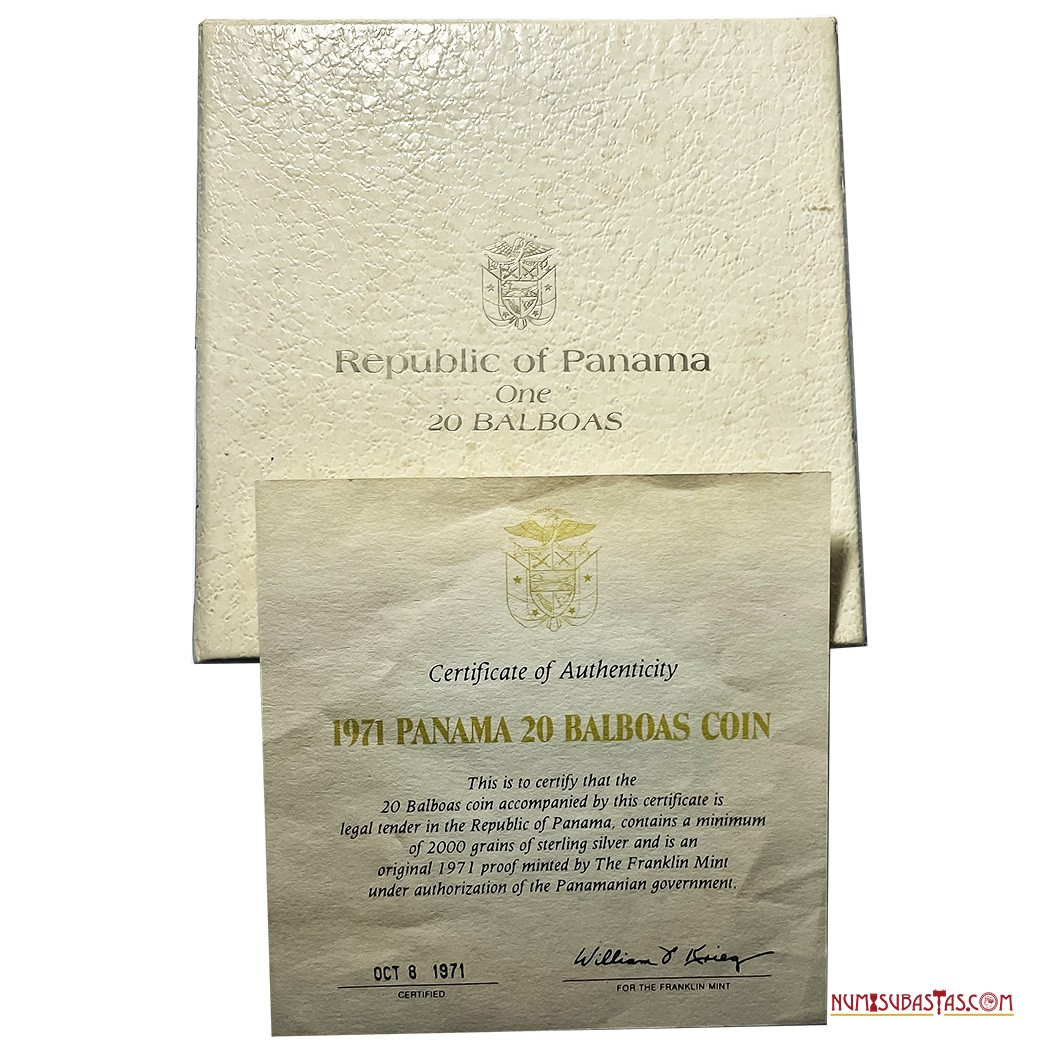 Republic of Panama
One
20 BALBOAS
Certificate of Authenticity
1971 PANAMA 20 BALBOAS COIN
This is to certify that the
20 Balboas coin accompanied by this certificate is
legal tender in the Republic of Panama, contains a minimum
of 2000 grains of sterling silver and is an
original 1971 proof minted by The Franklin Mint
under authorization of the Panamanian government.
OCT 8 1971
CERTIFIED
William T Krieg
FOR THE FRANKLIN MINT
NUMISUBASTAS.COM